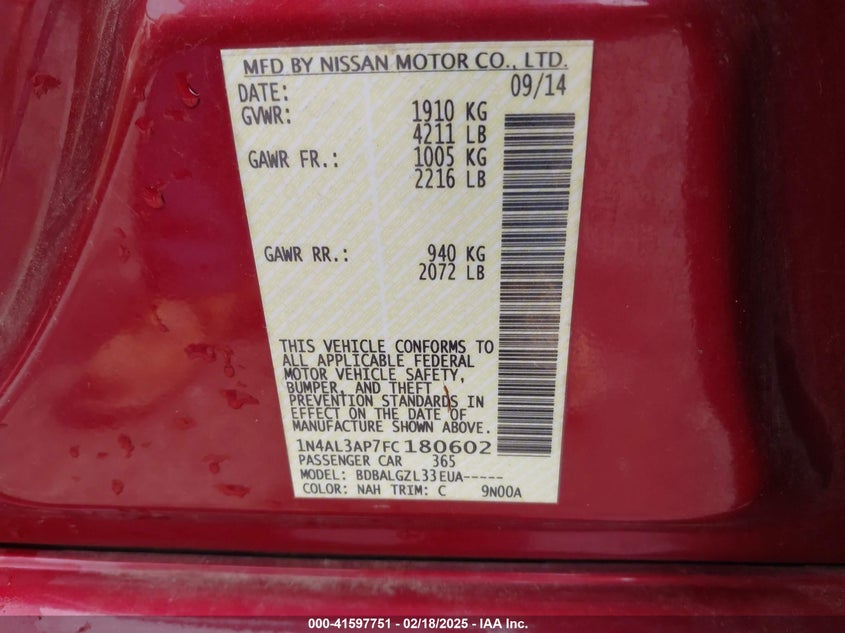 MFD BY NISSAN MOTOR CO., LTD.
DATE: 09/14
GVWR: 1910 KG
4211 LB
GAWR FR.: 1005 KG
2216 LB
GAWR RR.: 940 KG
2072 LB
THIS VEHICLE CONFORMS TO
ALL APPLICABLE FEDERAL
MOTOR VEHICLE SAFETY,
BUMPER, AND THEFT
PREVENTION STANDARDS IN
EFFECT ON THE DATE OF
MANUFACTURE SHOWN ABOVE.
1N4AL3AP7FC180602
PASSENGER CAR 365
MODEL: BDBALGZL33EUA-----
COLOR: NAH TRIM: C 9N00A
000-41597751 - 02/18/2025 - IAA Inc.